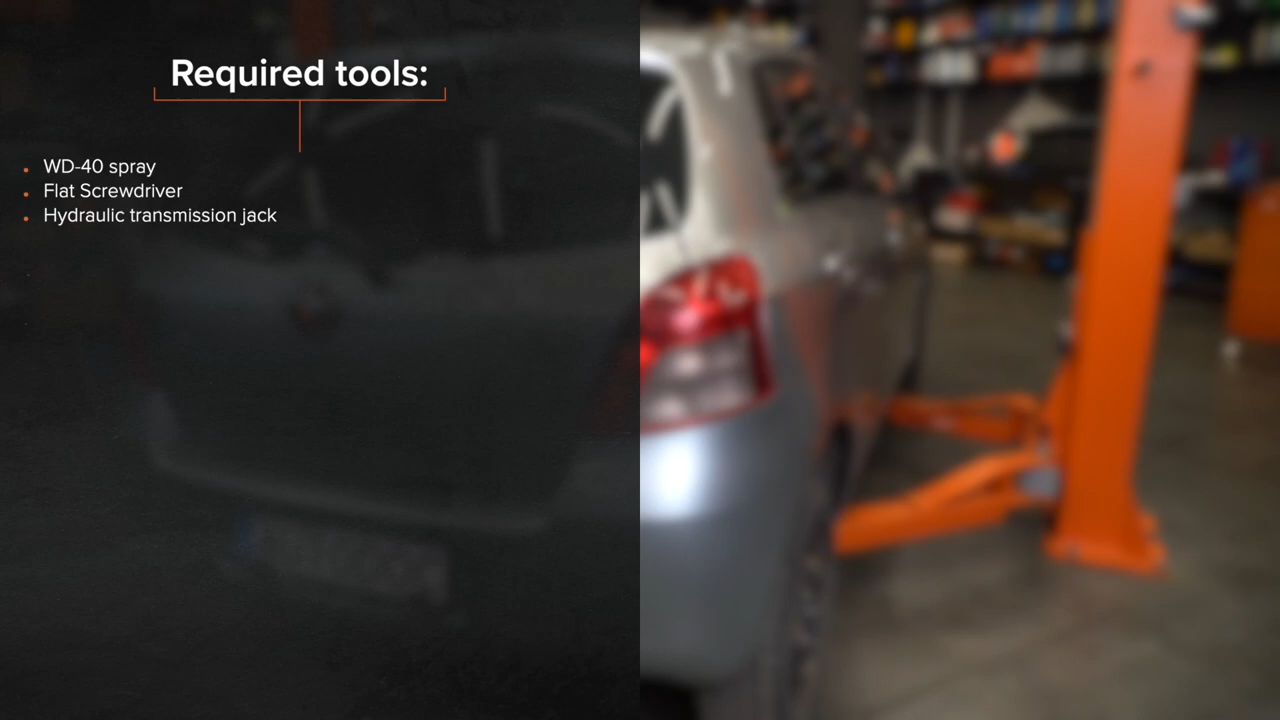 Required tools:
WD-40 spray
Flat Screwdriver
Hydraulic transmission jack